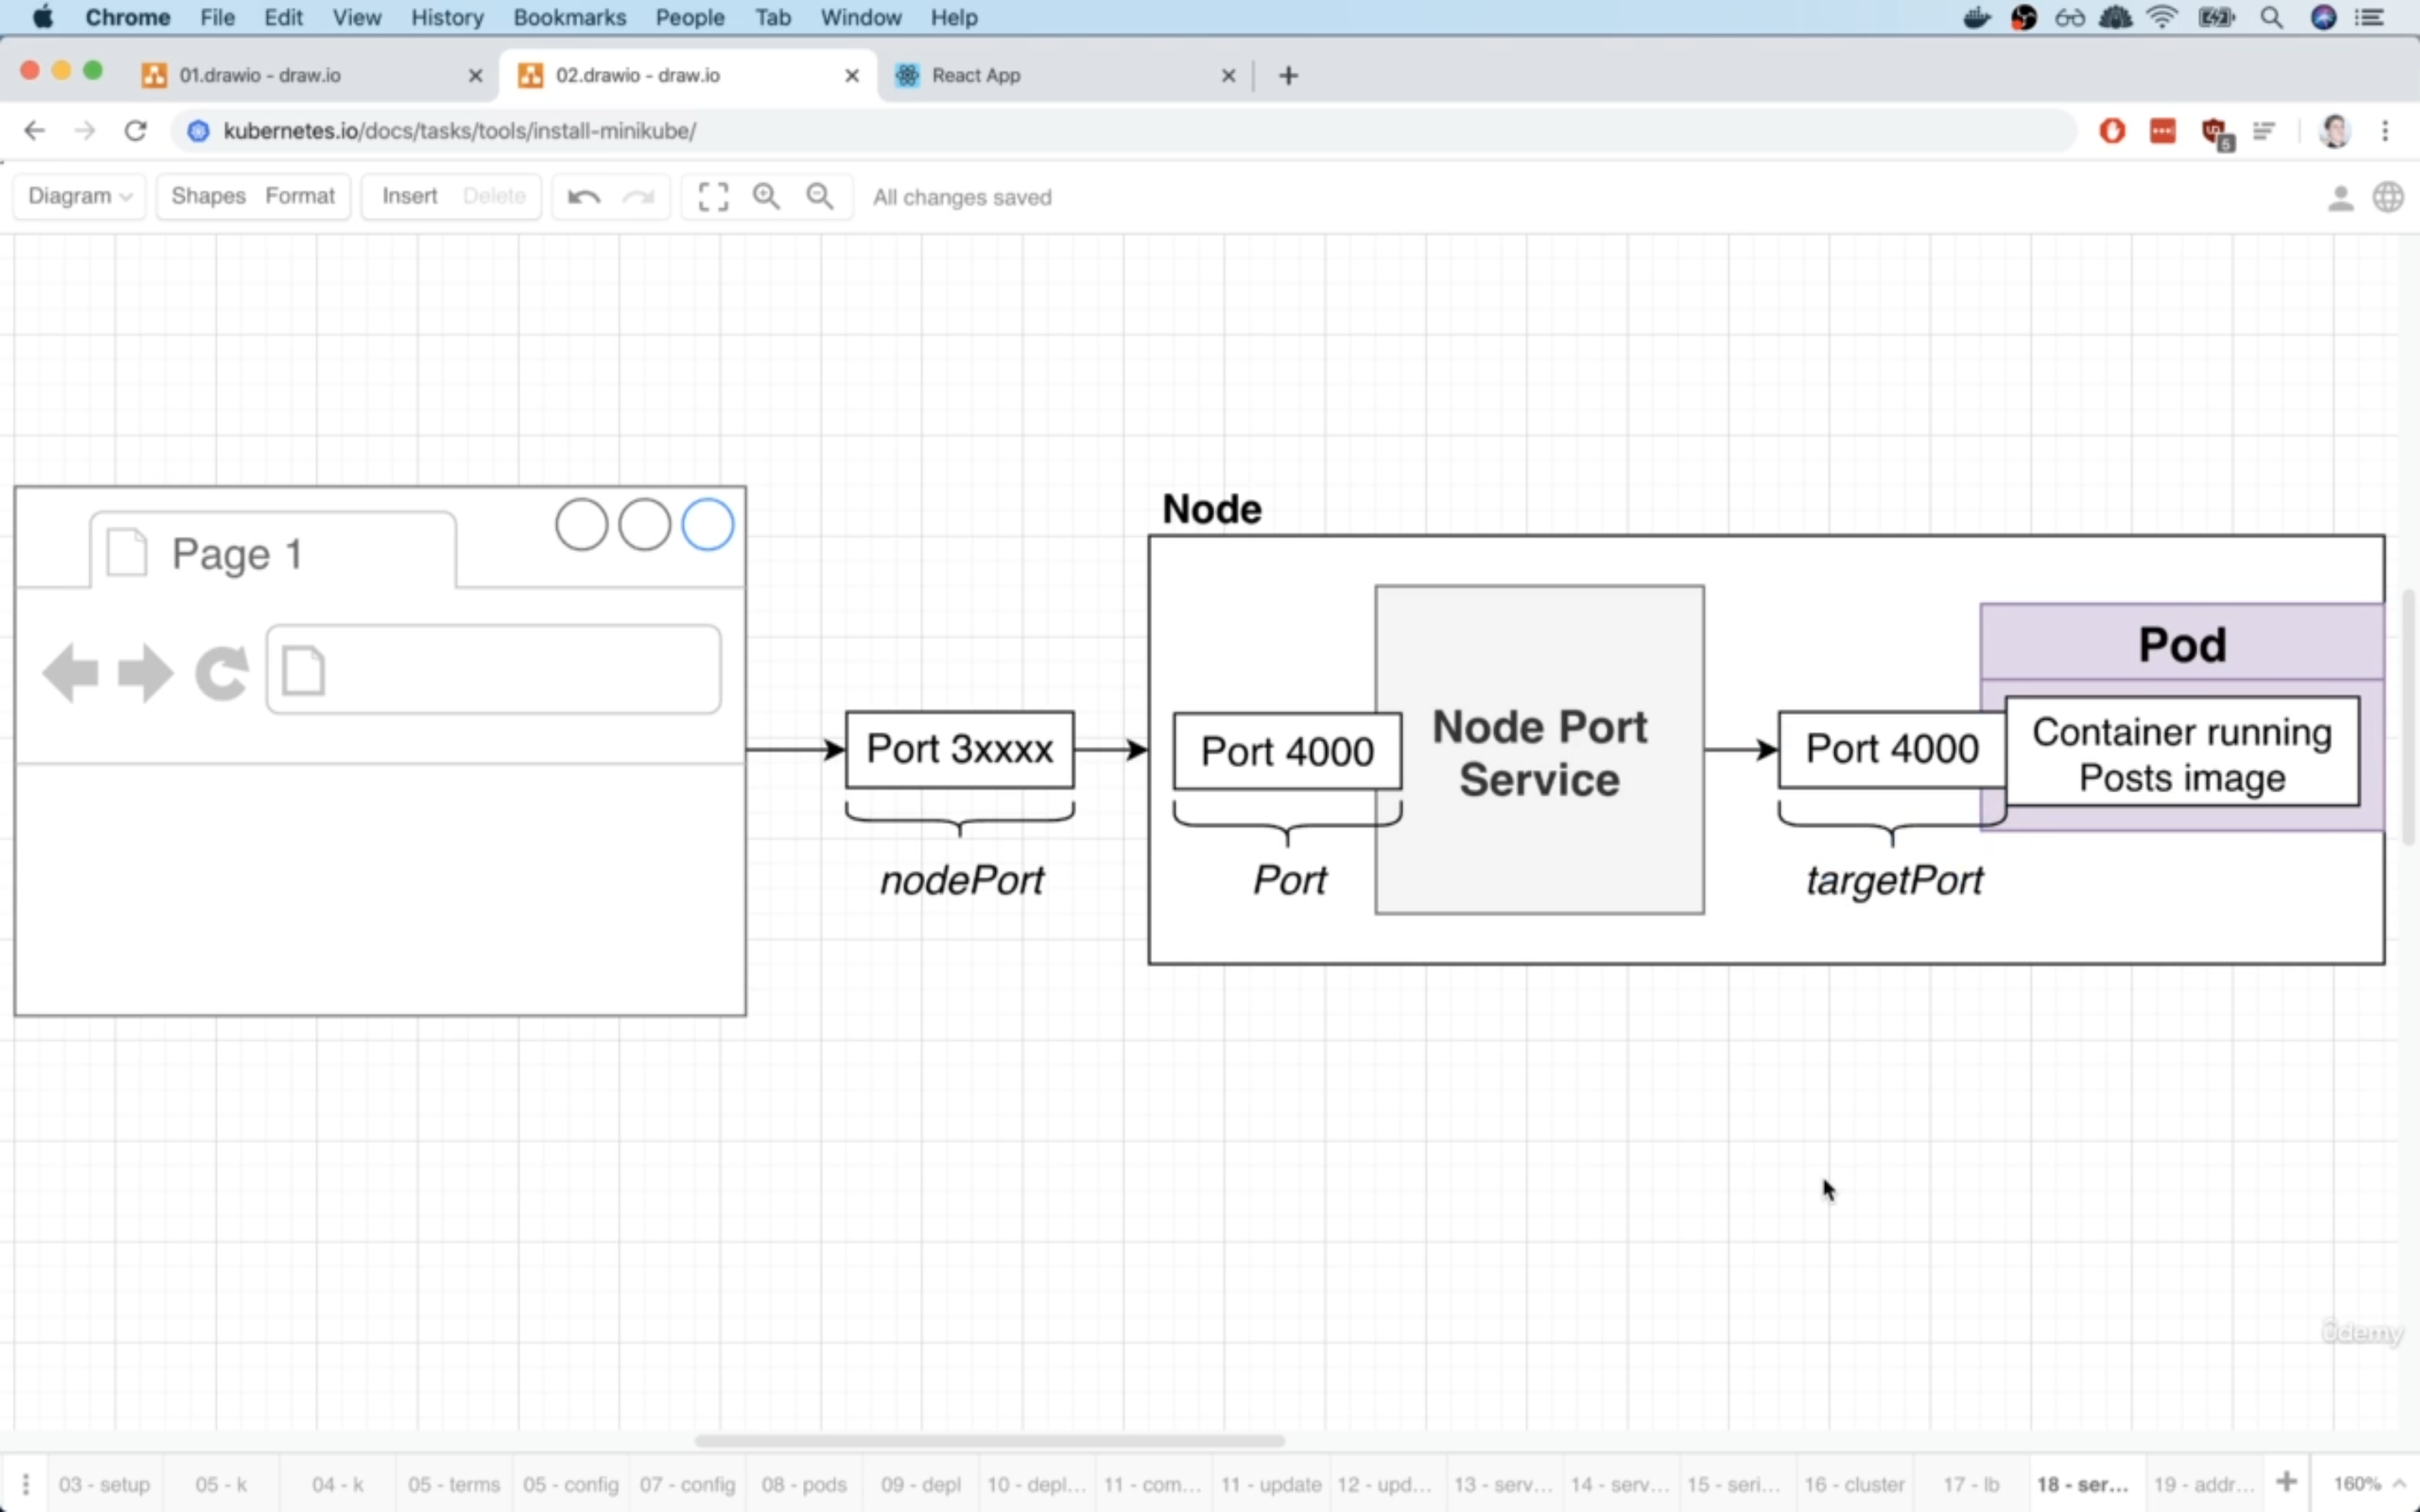 Chrome File Edit View History Bookmarks People Tab Window Help
01.drawio - draw.io
02.drawio - draw.io
React App
kubernetes.io/docs/tasks/tools/install-minikube/
5
Diagram Shapes Format Insert Delete All changes saved
Page 1
Node
Pod
Port 3xxxx
Port 4000
Node Port
Service
Port 4000
Container running
Posts image
nodePort
Port
targetPort
ûdemy
03 - setup 05 - k 04 - k 05 - terms 05 - config 07 - config 08 - pods 09 - depl 10 - depl... 11 - com... 11 - update 12 - upd... 13 - serv... 14 - serv... 15 - seri... 16 - cluster 17 - lb 18 - ser... 19 - addr... 160%